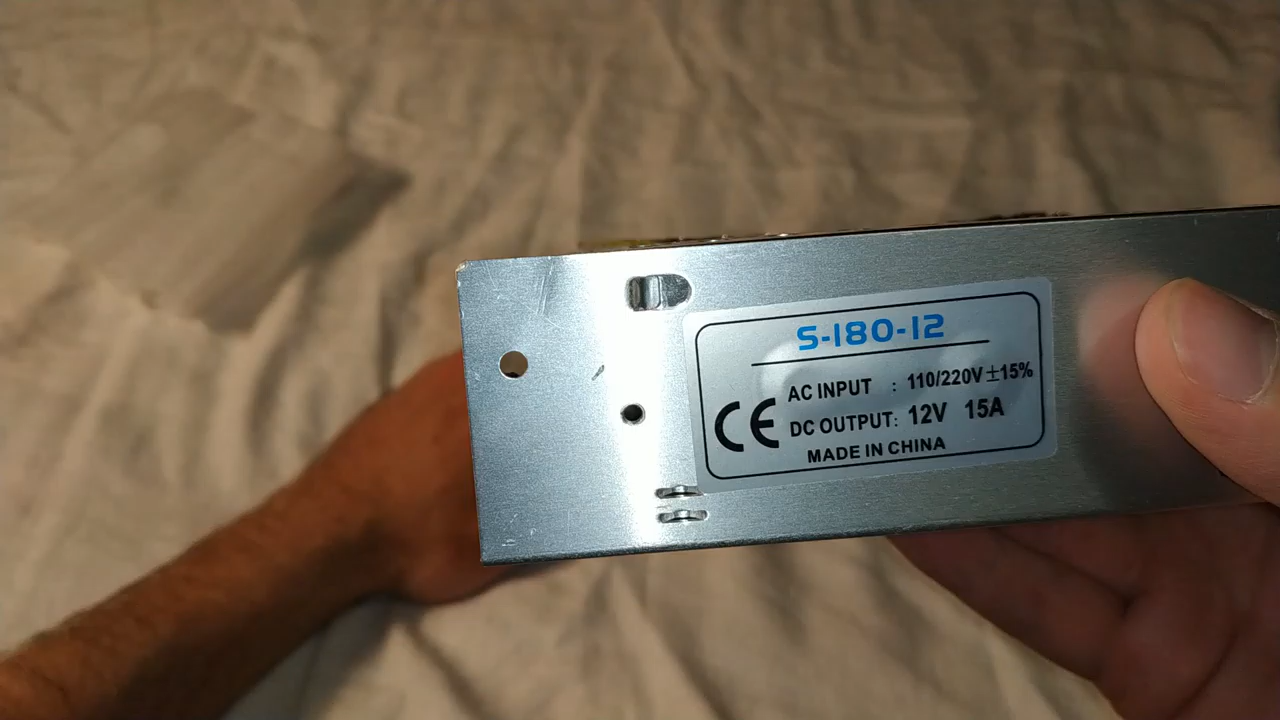 S-180-12
AC INPUT : 110/220V±15%
CE DC OUTPUT: 12V 15A
MADE IN CHINA